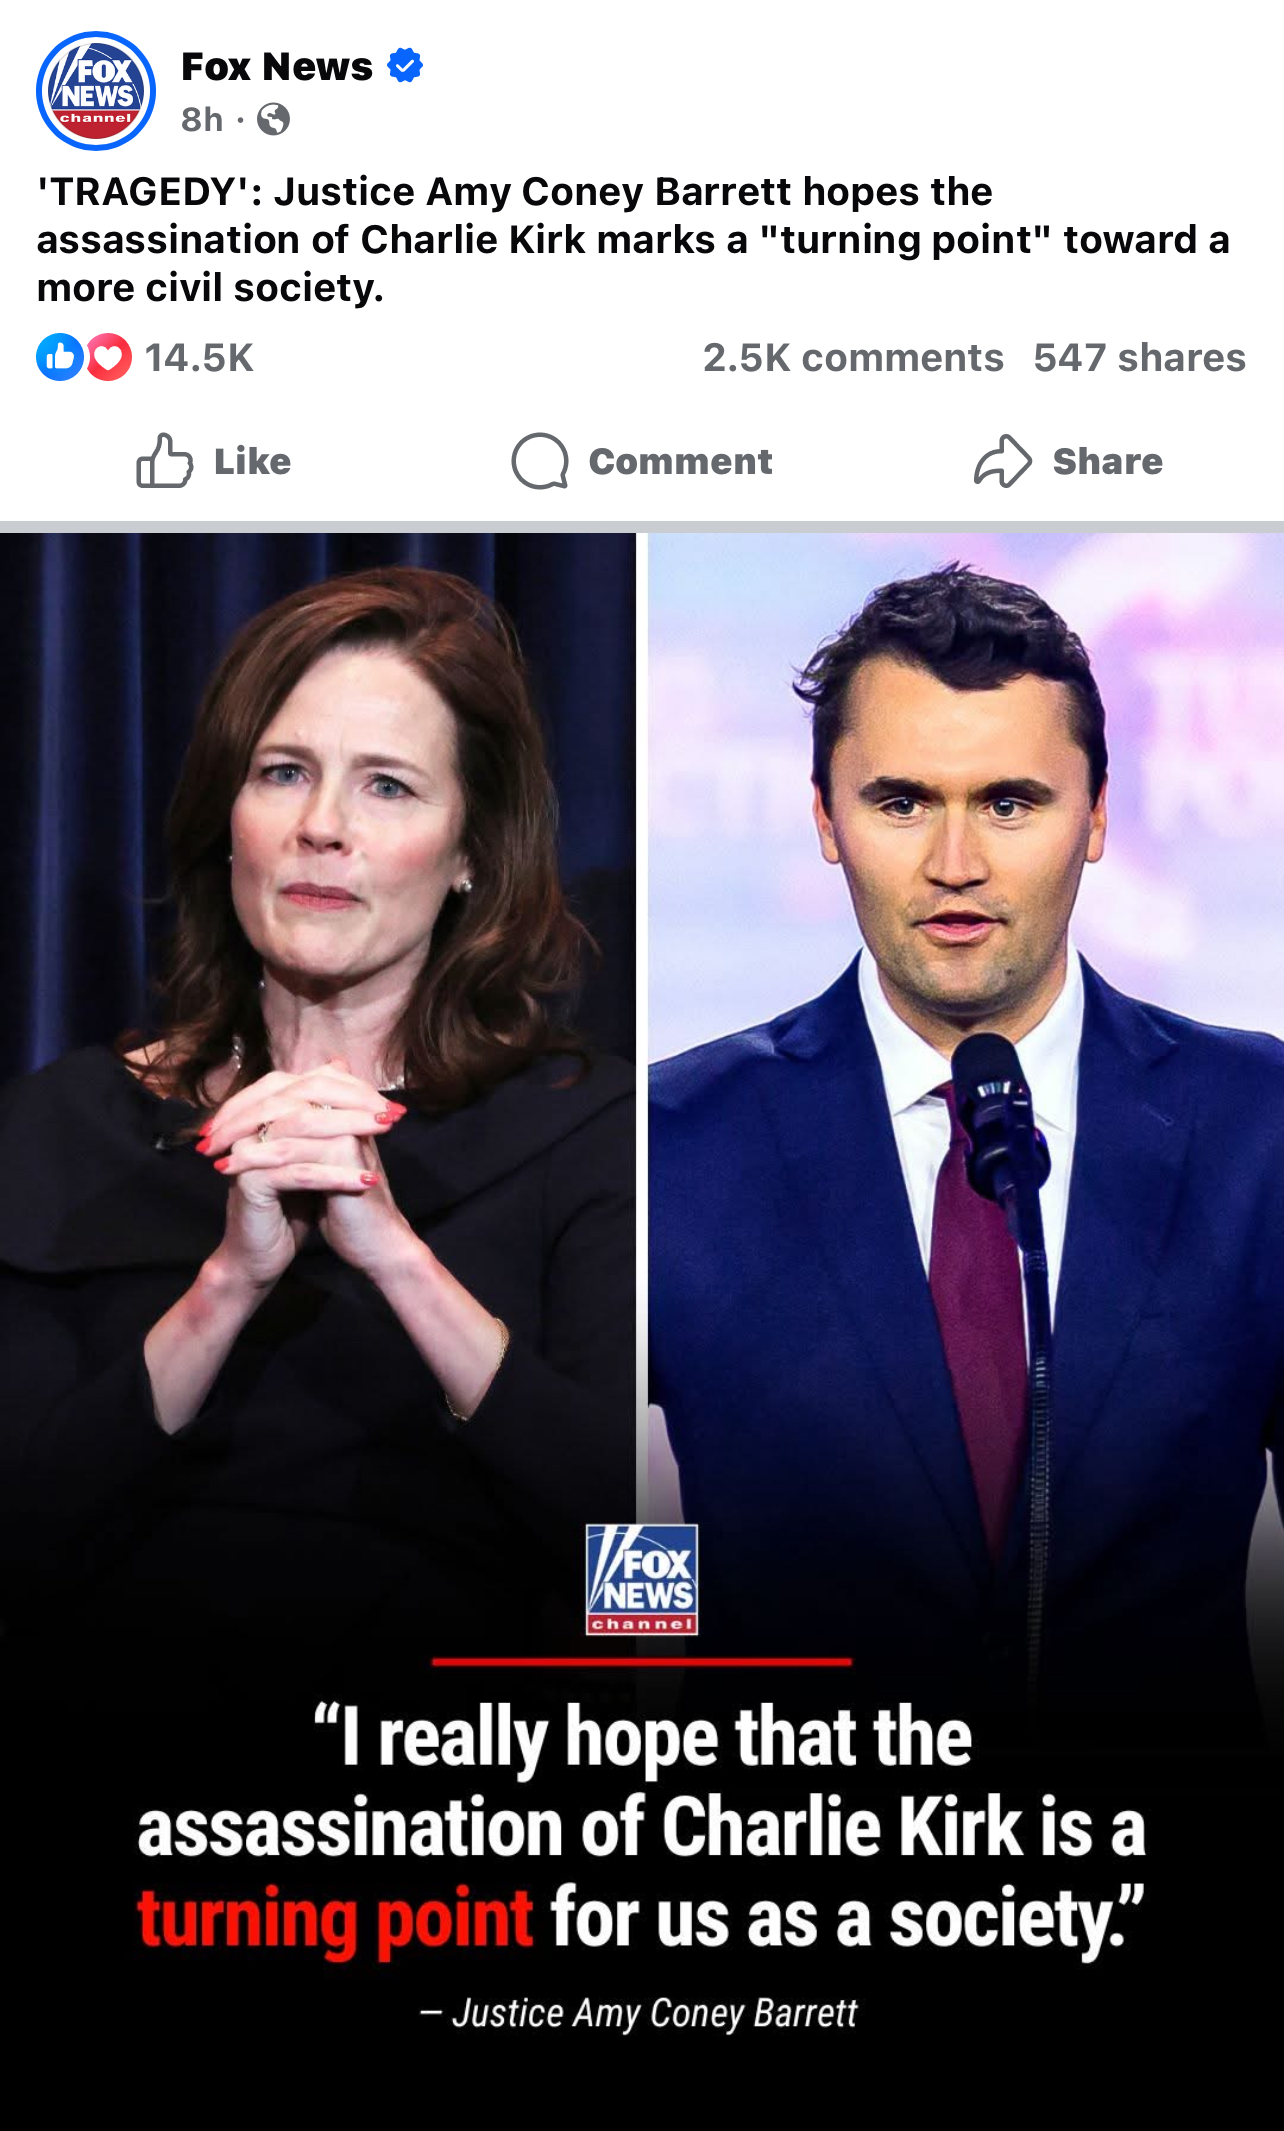 FOX
NEWS
channel
Fox News
8h ·
'TRAGEDY': Justice Amy Coney Barrett hopes the
assassination of Charlie Kirk marks a "turning point" toward a
more civil society.
14.5K
2.5K comments 547 shares
Like
Comment
Share
FOX
NEWS
channel
“I really hope that the
assassination of Charlie Kirk is a
turning point for us as a society.”
– Justice Amy Coney Barrett